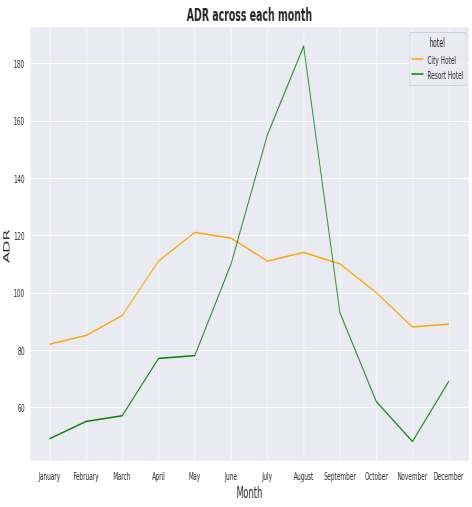 ADR across each month
hotel
City Hotel
Resort Hotel
180
160
140
120
100
80
60
ADR
January February March April May June July August September October November December
Month